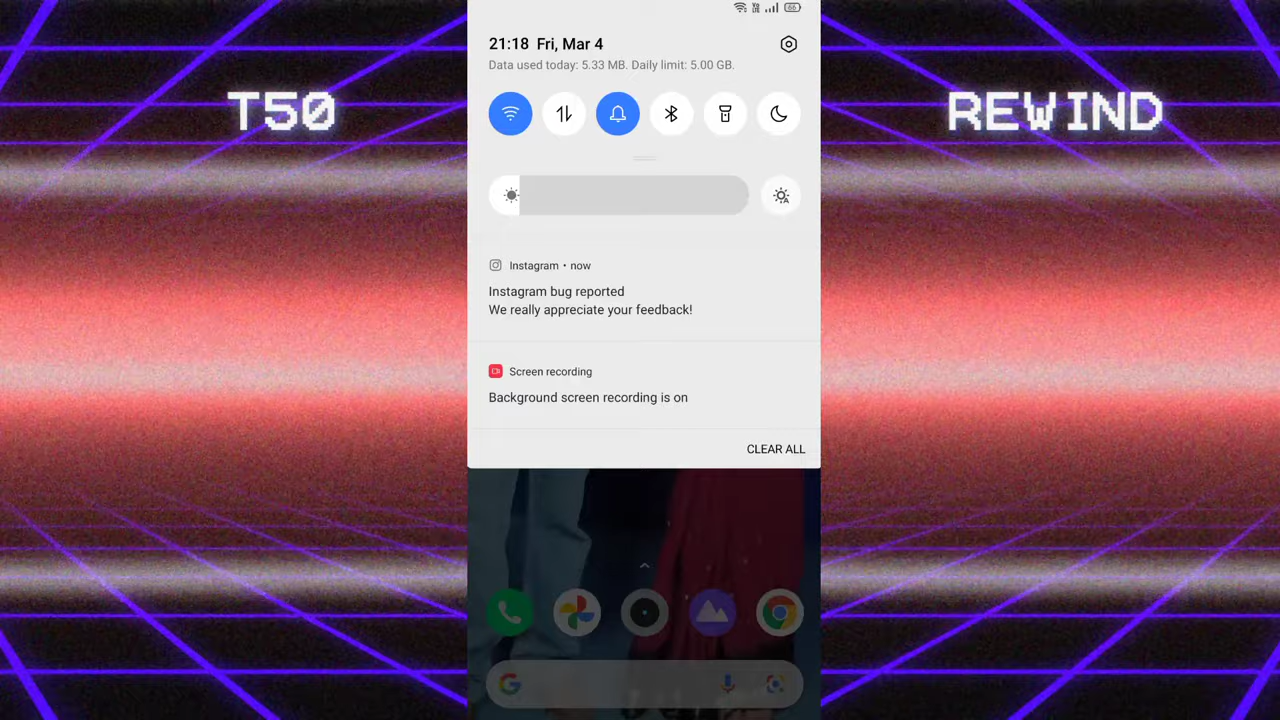 T50
REWIND
66
21:18 Fri, Mar 4
Data used today: 5.33 MB. Daily limit: 5.00 GB.
Instagram • now
Instagram bug reported
We really appreciate your feedback!
Screen recording
Background screen recording is on
CLEAR ALL